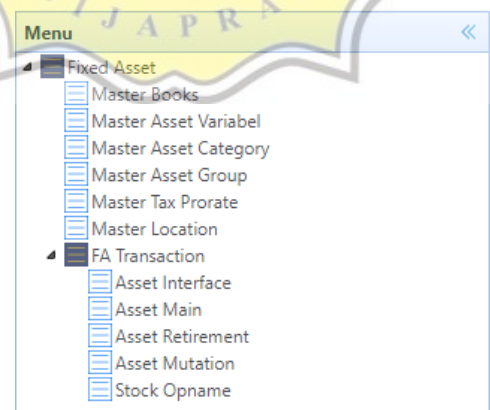 IJAPRA
Menu
Fixed Asset
Master Books
Master Asset Variabel
Master Asset Category
Master Asset Group
Master Tax Prorate
Master Location
FA Transaction
Asset Interface
Asset Main
Asset Retirement
Asset Mutation
Stock Opname